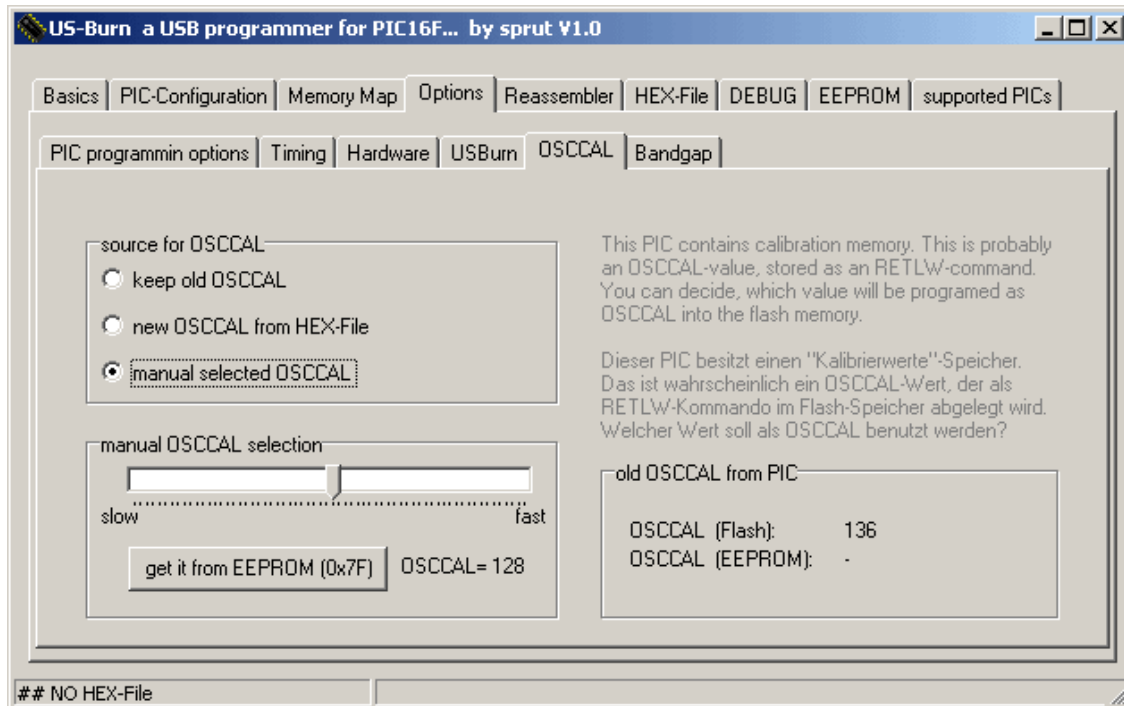 US-Burn a USB programmer for PIC16F... by sprut V1.0
Basics PIC-Configuration Memory Map Options Reassembler HEX-File DEBUG EEPROM supported PICs
PIC programmin options Timing Hardware USBurn OSCCAL Bandgap
source for OSCCAL
keep old OSCCAL
new OSCCAL from HEX-File
manual selected OSCCAL
This PIC contains calibration memory. This is probably
an OSCCAL-value, stored as an RETLW-command.
You can decide, which value will be programed as
OSCCAL into the flash memory.
Dieser PIC besitzt einen "Kalibrierwerte"-Speicher.
Das ist wahrscheinlich ein OSCCAL-Wert, der als
RETLW-Kommando im Flash-Speicher abgelegt wird.
Welcher Wert soll als OSCCAL benutzt werden?
manual OSCCAL selection
slow fast
get it from EEPROM (0x7F) OSCCAL= 128
old OSCCAL from PIC
OSCCAL (Flash): 136
OSCCAL (EEPROM): -
## NO HEX-File